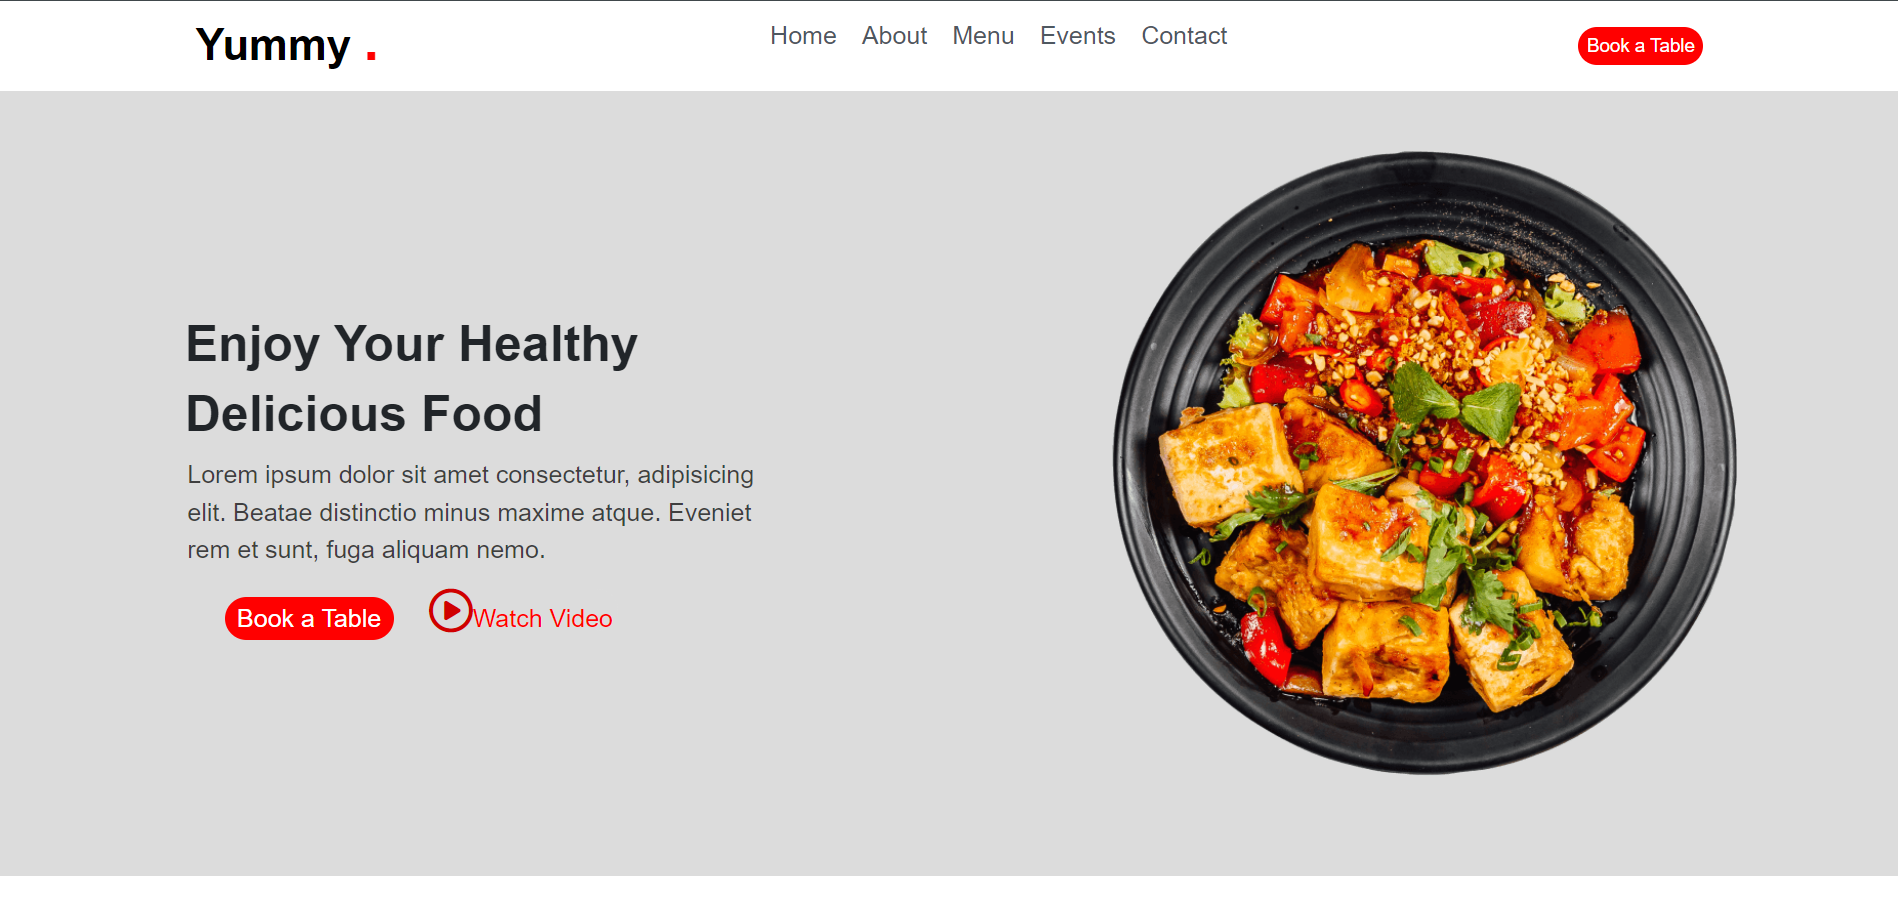 Yummy .
Home About Menu Events Contact
Book a Table
Enjoy Your Healthy
Delicious Food
Lorem ipsum dolor sit amet consectetur, adipisicing
elit. Beatae distinctio minus maxime atque. Eveniet
rem et sunt, fuga aliquam nemo.
Book a Table
Watch Video